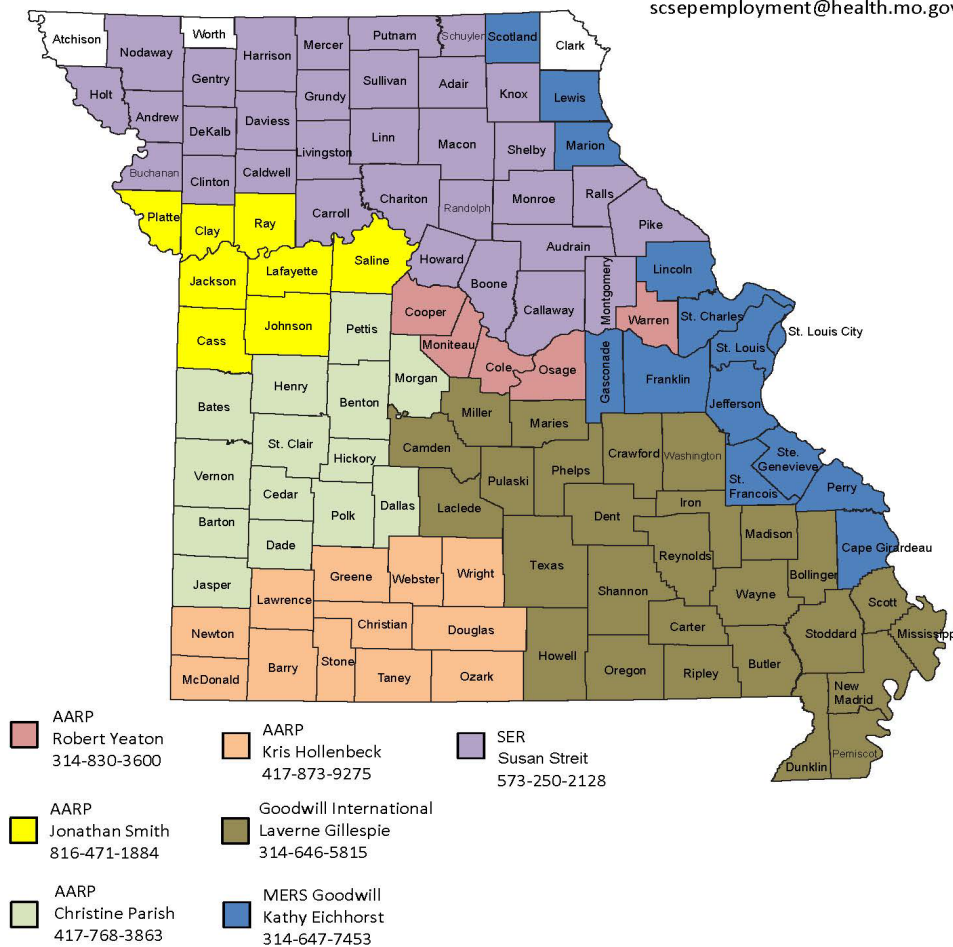 scsepemployment@health.mo.gov
Atchison
Worth
Nodaway
Harrison
Mercer
Putnam
Schuyler
Scotland
Clark
Gentry
Sullivan
Adair
Knox
Holt
Grundy
Lewis
Andrew
DeKalb
Daviess
Linn
Macon
Shelby
Marion
Livingston
Buchanan
Clinton
Caldwell
Chariton
Randolph
Monroe
Ralls
Platte
Clay
Ray
Carroll
Pike
Audrain
Jackson
Lafayette
Saline
Howard
Boone
Callaway
Montgomery
Lincoln
Cooper
Warren
St. Charles
St. Louis City
Cass
Johnson
Pettis
Moniteau
Cole
Osage
Gasconade
Franklin
St. Louis
Jefferson
Bates
Henry
Benton
Morgan
Miller
Maries
St. Clair
Hickory
Camden
Pulaski
Phelps
Crawford
Washington
Ste.
Genevieve
St.
Francois
Perry
Vernon
Cedar
Polk
Dallas
Laclede
Dent
Iron
Madison
Cape Girardeau
Barton
Dade
Jasper
Greene
Webster
Wright
Texas
Shannon
Reynolds
Wayne
Bollinger
Scott
Lawrence
Christian
Douglas
Carter
Stoddard
Mississipp
Newton
McDonald
Barry
Stone
Taney
Ozark
Howell
Oregon
Ripley
Butler
New
Madrid
Dunklin
Pemiscot
AARP
Robert Yeaton
314-830-3600
AARP
Kris Hollenbeck
417-873-9275
SER
Susan Streit
573-250-2128
AARP
Jonathan Smith
816-471-1884
Goodwill International
Laverne Gillespie
314-646-5815
AARP
Christine Parish
417-768-3863
MERS Goodwill
Kathy Eichhorst
314-647-7453